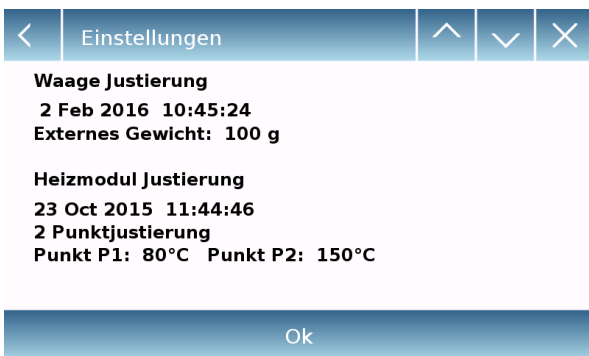 Einstellungen
Waage Justierung
2 Feb 2016  10:45:24
Externes Gewicht:  100 g
Heizmodul Justierung
23 Oct 2015  11:44:46
2 Punktjustierung
Punkt P1:  80°C   Punkt P2:  150°C
Ok